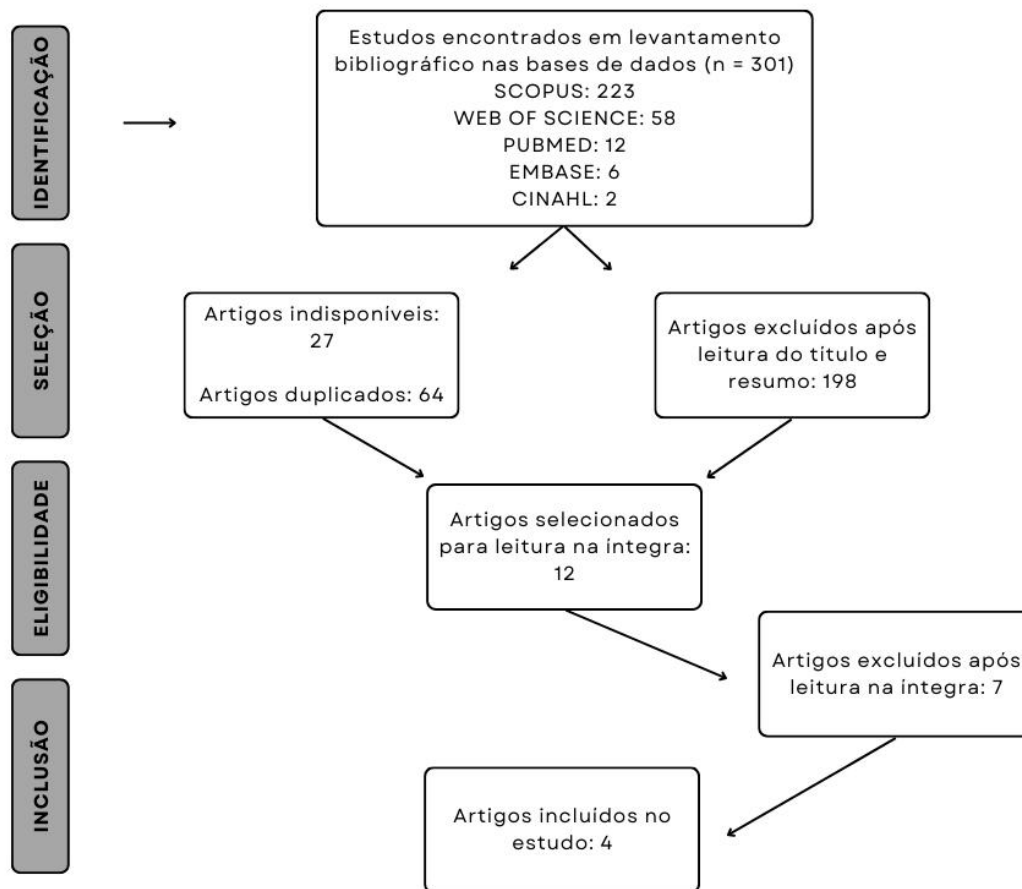 IDENTIFICAÇÃO
Estudos encontrados em levantamento
bibliográfico nas bases de dados (n = 301)
SCOPUS: 223
WEB OF SCIENCE: 58
PUBMED: 12
EMBASE: 6
CINAHL: 2
SELEÇÃO
Artigos indisponíveis:
27
Artigos duplicados: 64
Artigos excluídos após
leitura do título e
resumo: 198
ELIGIBILIDADE
Artigos selecionados
para leitura na íntegra:
12
Artigos excluídos após
leitura na íntegra: 7
INCLUSÃO
Artigos incluídos no
estudo: 4